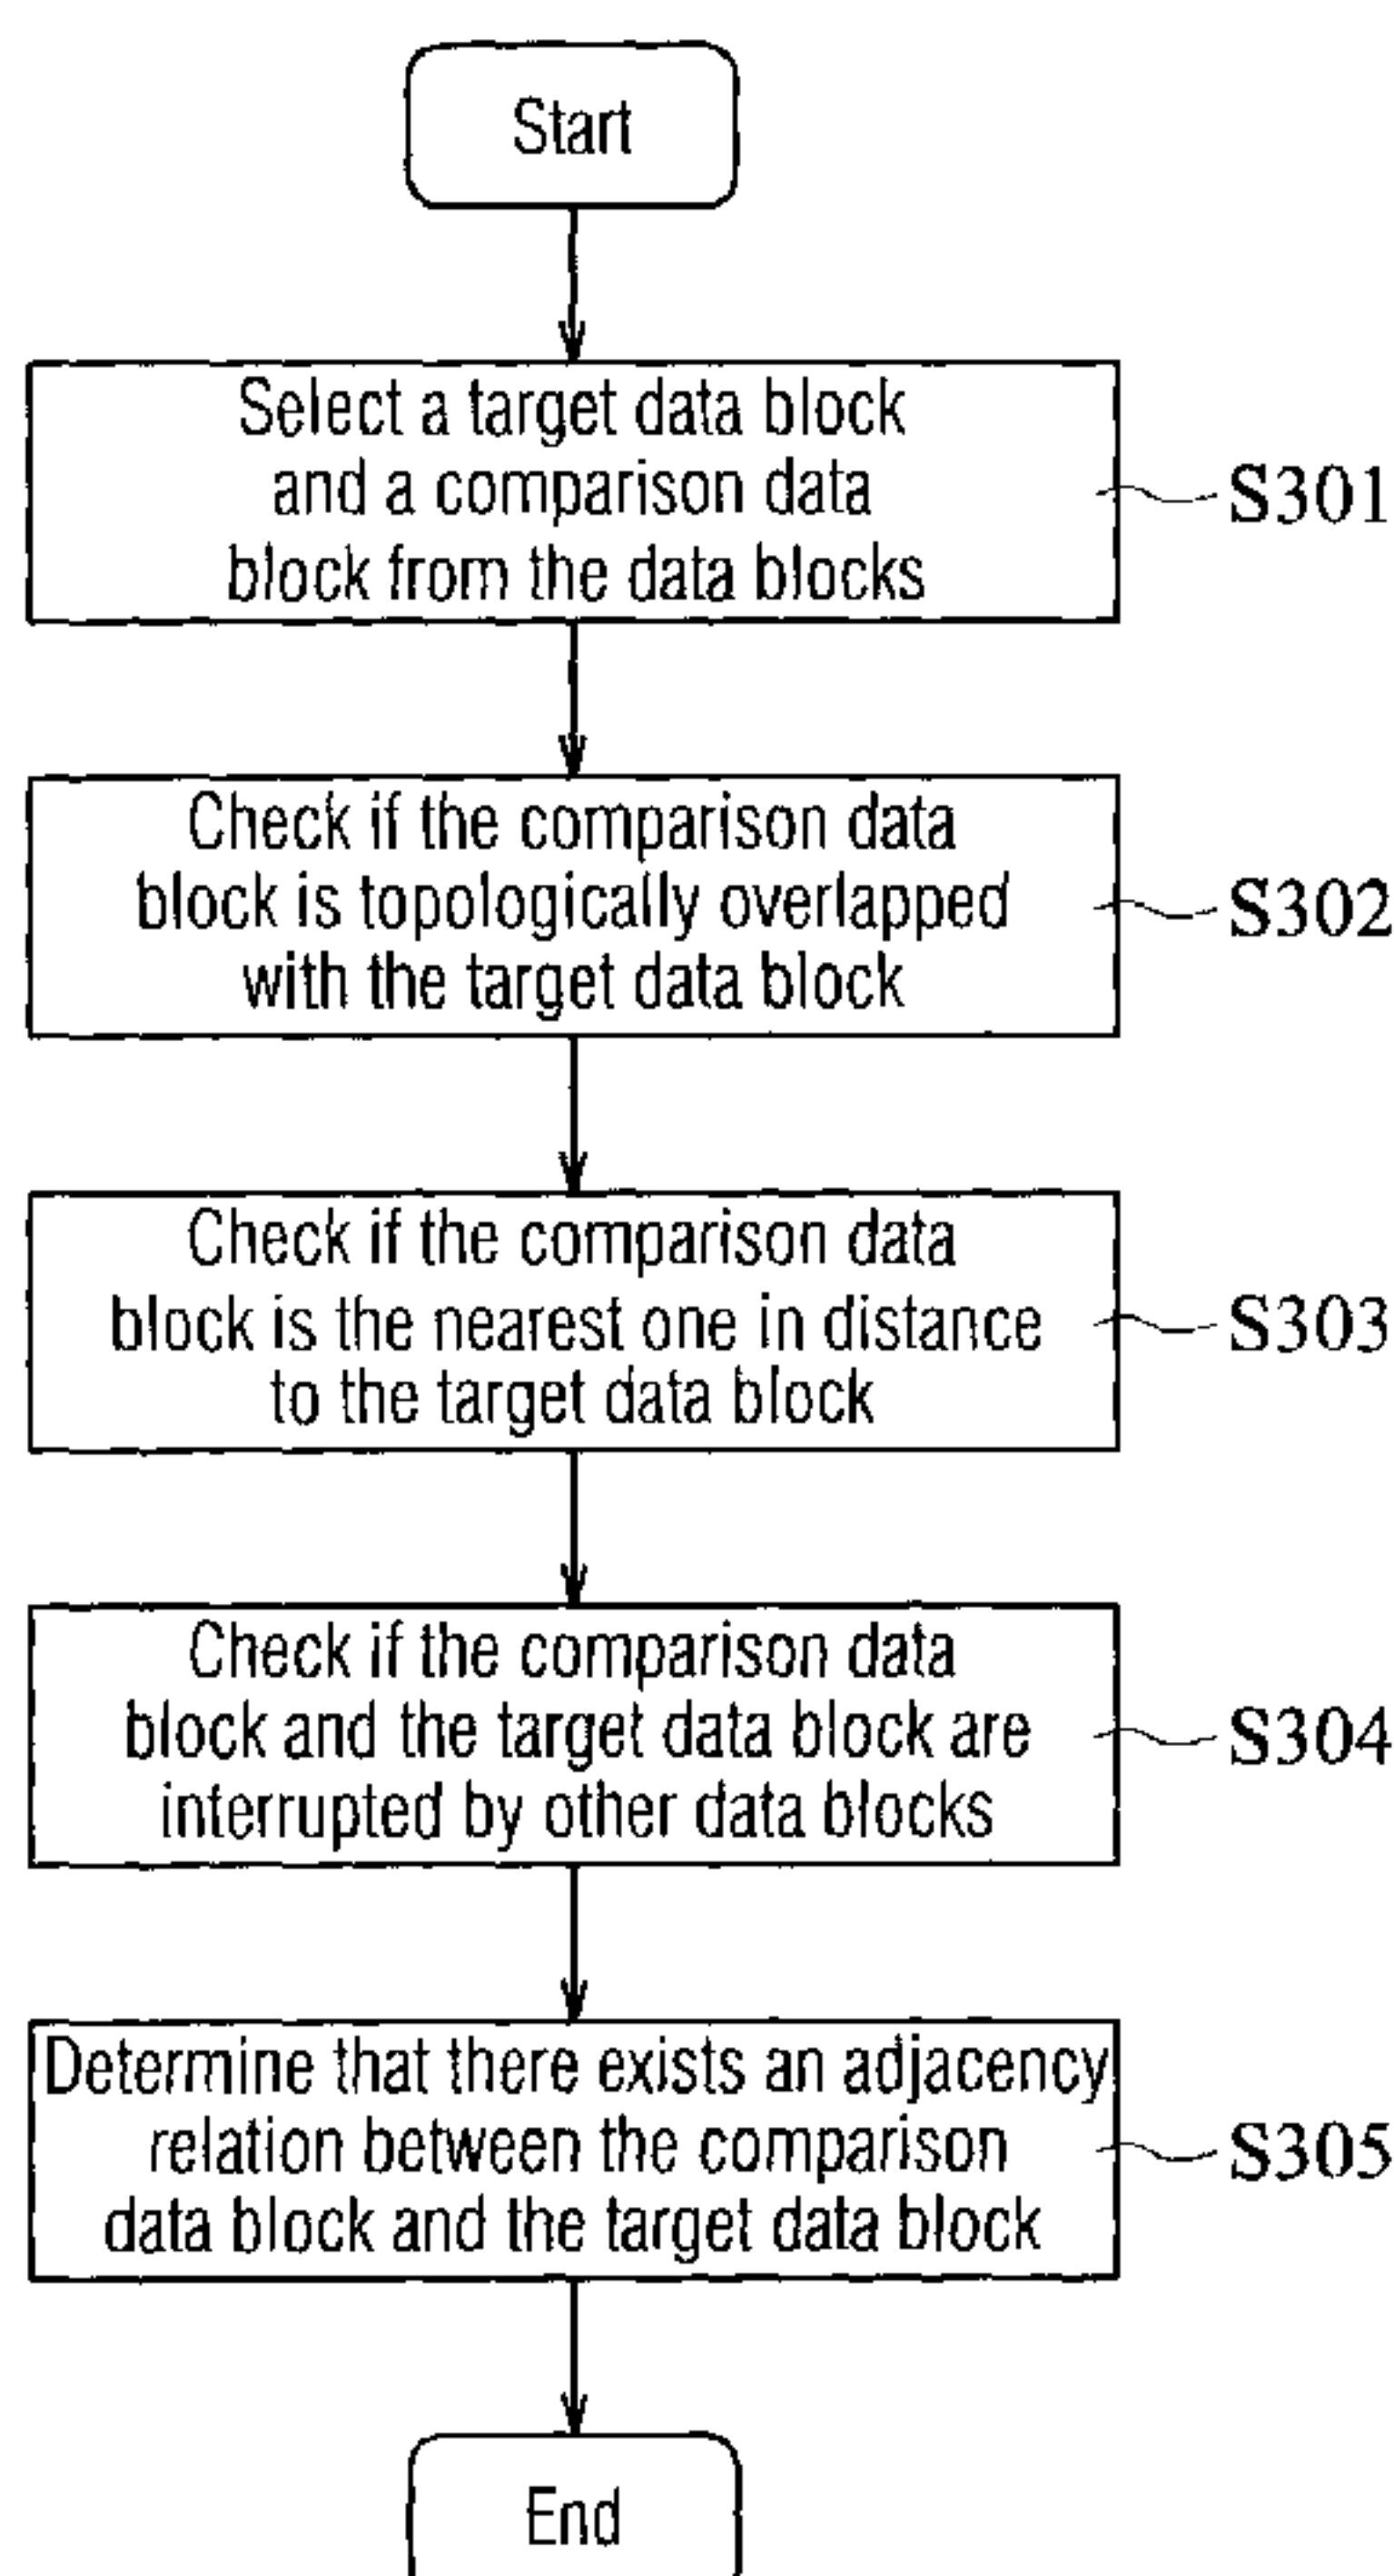 Start
Select a target data block
and a comparison data
block from the data blocks
S301
Check if the comparison data
block is topologically overlapped
with the target data block
S302
Check if the comparison data
block is the nearest one in distance
to the target data block
S303
Check if the comparison data
block and the target data block are
interrupted by other data blocks
S304
Determine that there exists an adjacency
relation between the comparison
data block and the target data block
S305
End